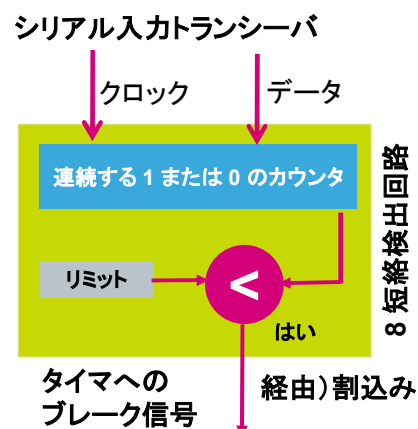 シリアル入力トランシーバ
クロック
データ
連続する 1 または 0 のカウンタ
リミット
<
はい
8 短絡検出回路
タイマへの
ブレーク信号
経由）割込み